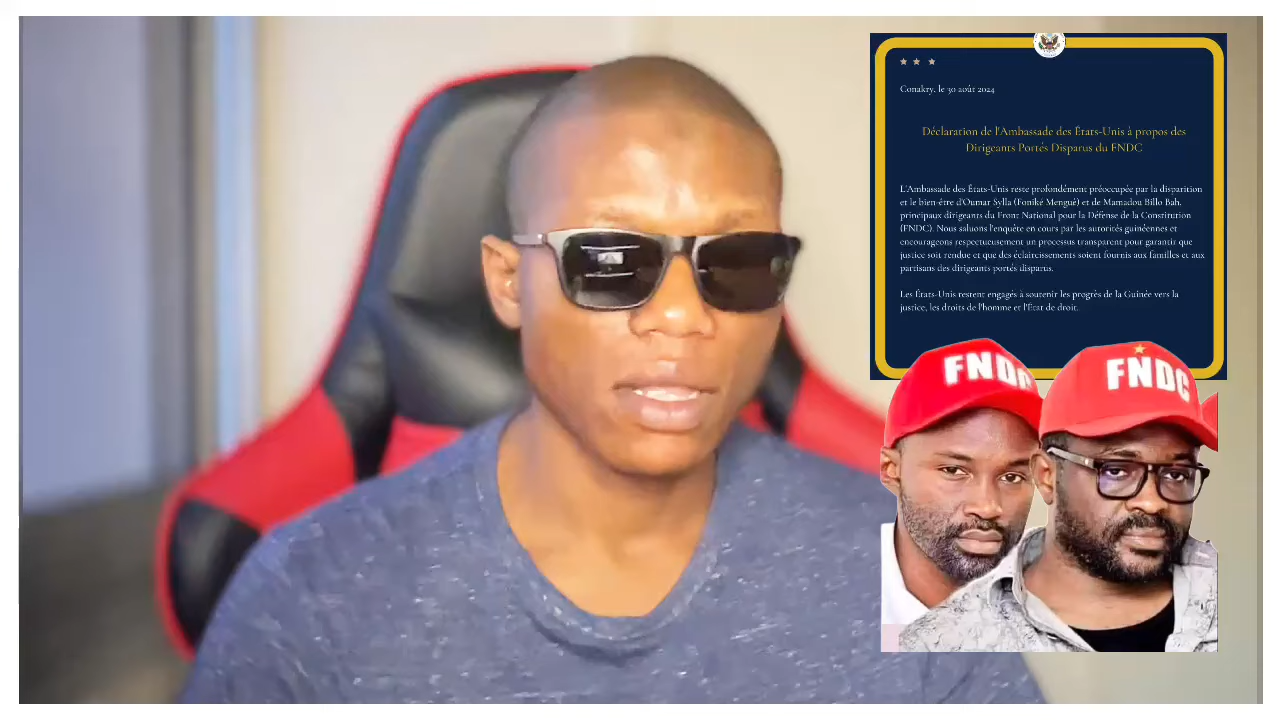 Conakry, le 30 août 2024
Déclaration de l'Ambassade des États-Unis à propos des
Dirigeants Portés Disparus du FNDC
L'Ambassade des États-Unis reste profondément préoccupée par la disparition
et le bien-être d'Oumar Sylla (Foniké Mengué) et de Mamadou Billo Bah,
principaux dirigeants du Front National pour la Défense de la Constitution
(FNDC). Nous saluons l'enquête en cours par les autorités guinéennes et
encourageons respectueusement un processus transparent pour garantir que
justice soit rendue et que des éclaircissements soient fournis aux familles et aux
partisans des dirigeants portés disparus.
Les États-Unis restent engagés à soutenir les progrès de la Guinée vers la
justice, les droits de l'homme et l'État de droit.
FNDC
FNDC